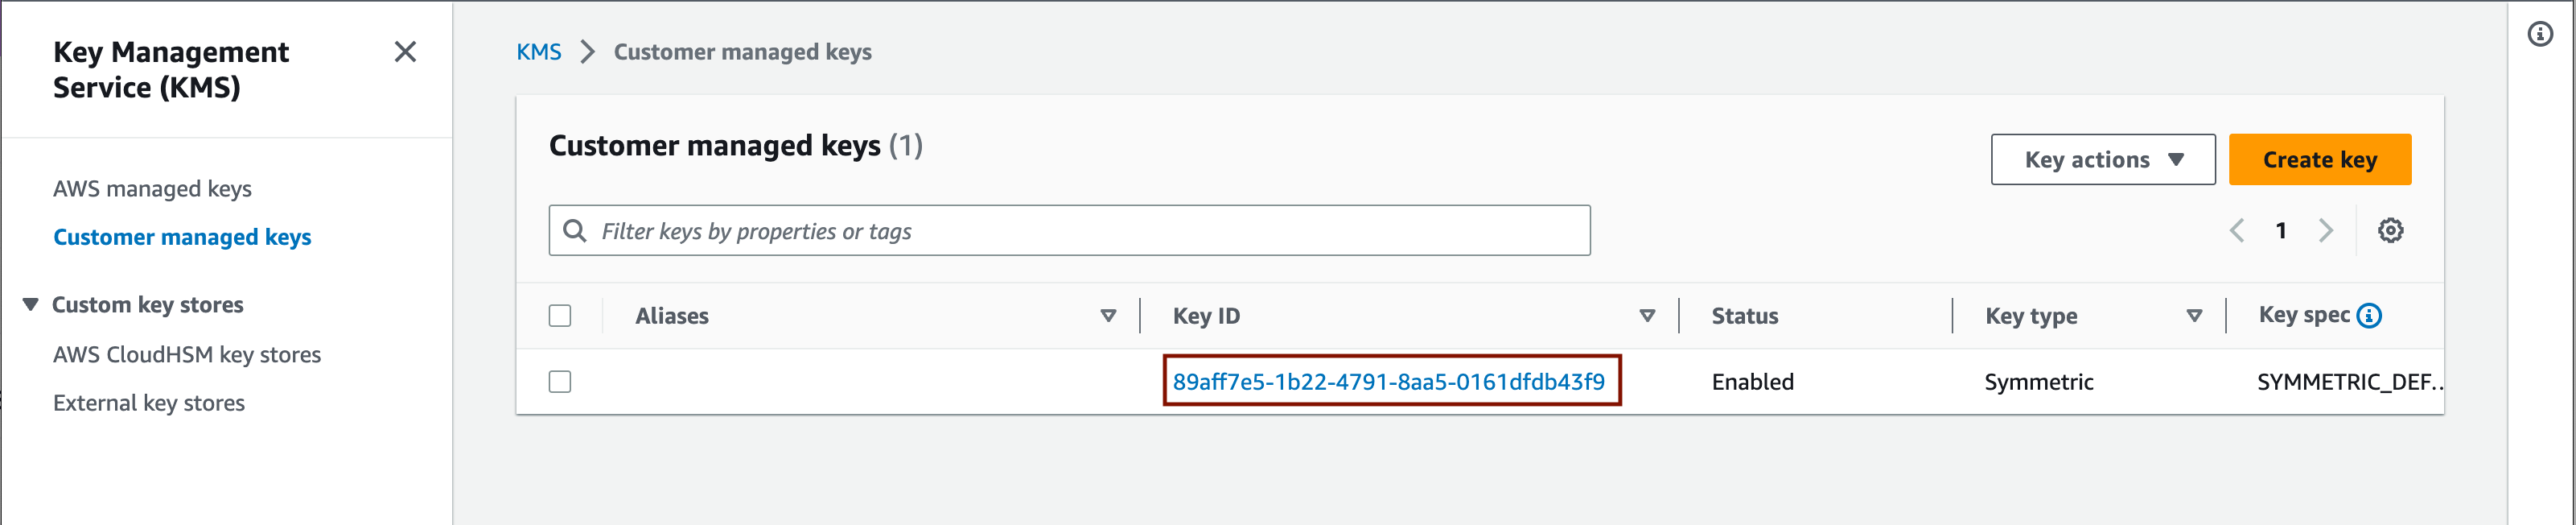 Key Management
Service (KMS)
AWS managed keys
Customer managed keys
Custom key stores
AWS CloudHSM key stores
External key stores
KMS > Customer managed keys
Customer managed keys (1)
Key actions
Create key
Filter keys by properties or tags
1
Aliases Key ID Status Key type Key spec
89aff7e5-1b22-4791-8aa5-0161dfdb43f9 Enabled Symmetric SYMMETRIC_DEF..